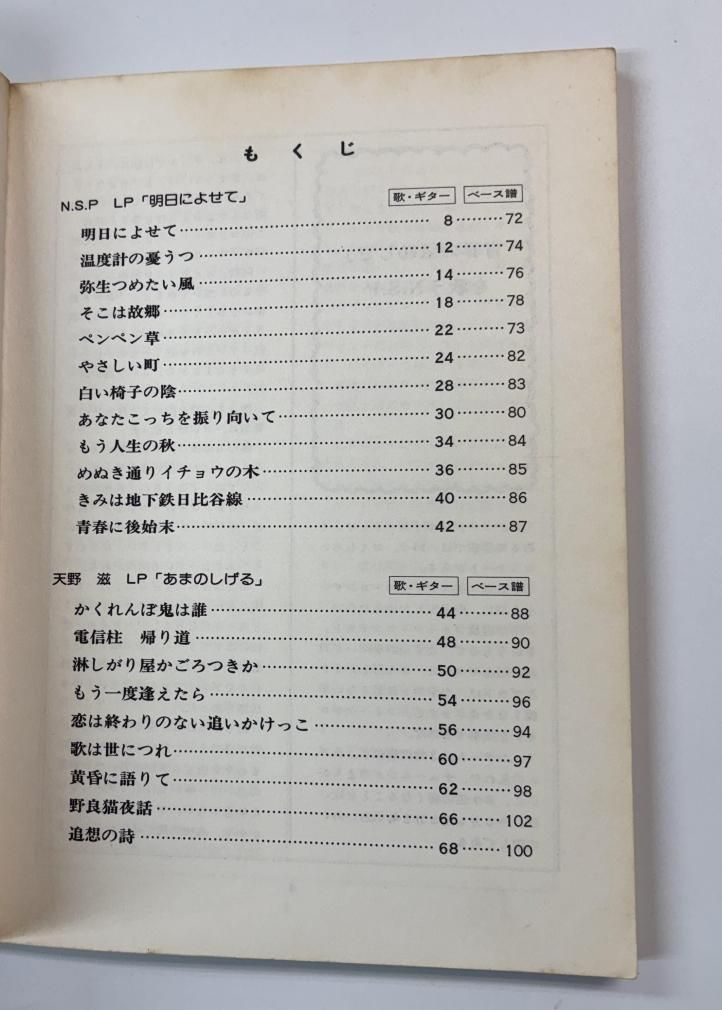 もくじ
N.S.P LP「明日によせて」 歌・ギター ベース譜
明日によせて…… 8……72
温度計の憂うつ…… 12……74
弥生つめたい風…… 14……76
そこは故郷…… 18……78
ペンペン草…… 22……73
やさしい町…… 24……82
白い椅子の陰…… 28……83
あなたこっちを振り向いて…… 30……80
もう人生の秋…… 34……84
めぬき通りイチョウの木…… 36……85
きみは地下鉄日比谷線…… 40……86
青春に後始末…… 42……87
天野 滋 LP「あまのしげる」 歌・ギター ベース譜
かくれんぼ鬼は誰…… 44……88
電信柱 帰り道…… 48……90
淋しがり屋かごろつきか…… 50……92
もう一度逢えたら…… 54……96
恋は終わりのない追いかけっこ…… 56……94
歌は世につれ…… 60……97
黄昏に語りて…… 62……98
野良猫夜話…… 66……102
追想の詩…… 68……100